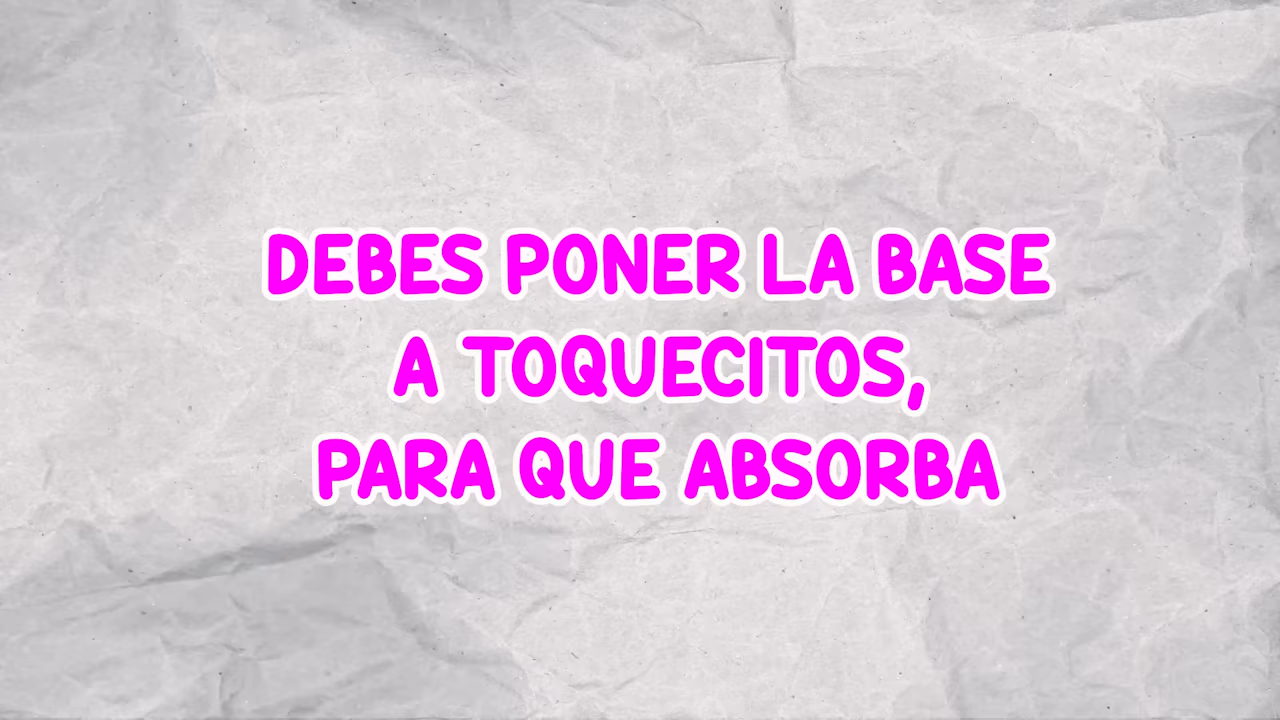 DEBES PONER LA BASE
A TOQUECITOS,
PARA QUE ABSORBA